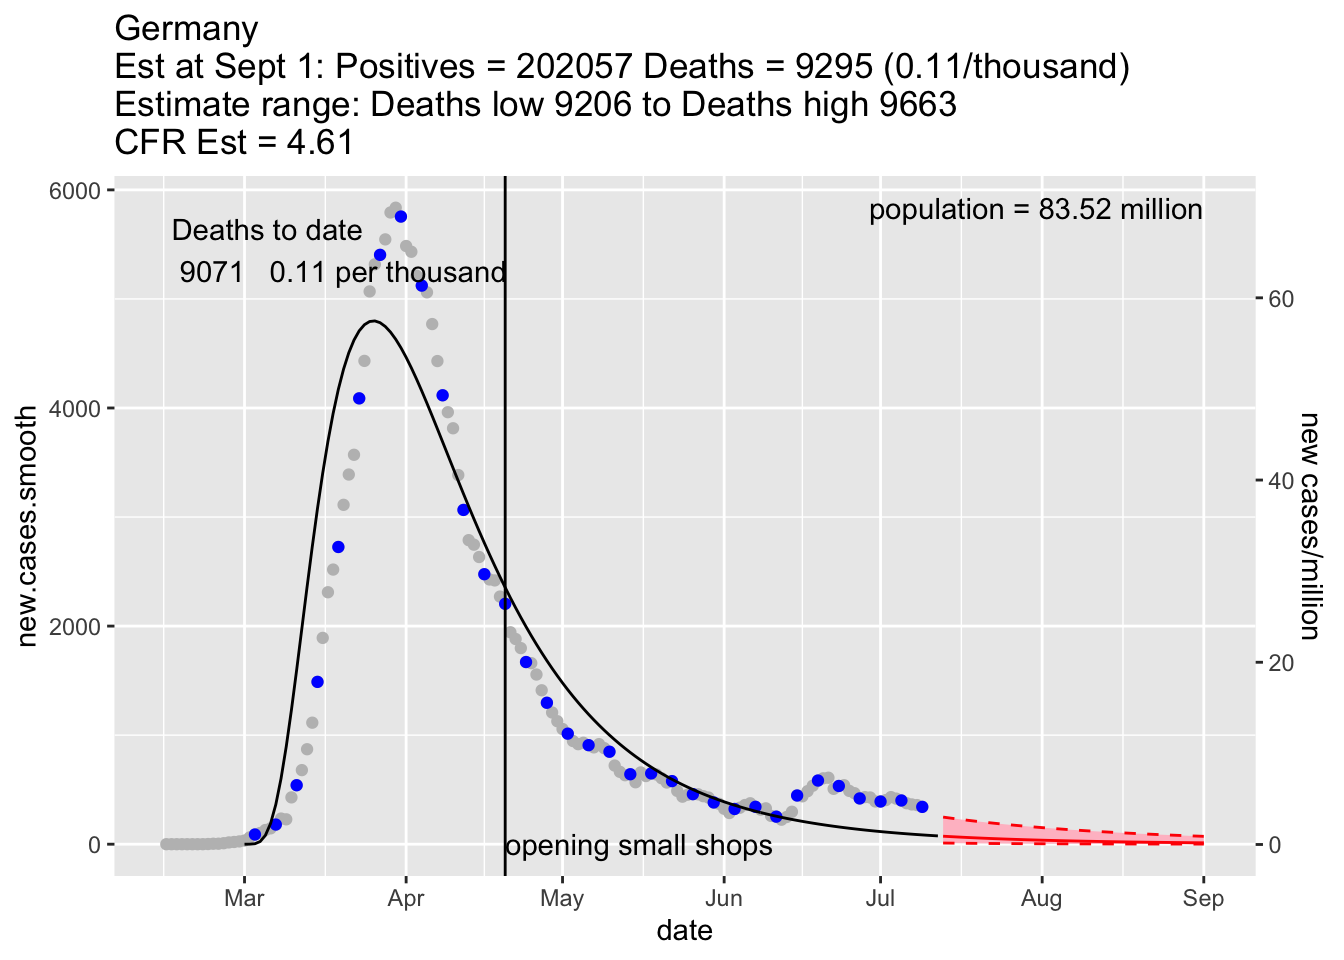 Germany
Est at Sept 1: Positives = 202057 Deaths = 9295 (0.11/thousand)
Estimate range: Deaths low 9206 to Deaths high 9663
CFR Est = 4.61
6000
4000
2000
0
new.cases.smooth
Deaths to date
9071 0.11 per thousand
population = 83.52 million
opening small shops
60
40
20
0
new cases/million
Mar Apr May Jun Jul Aug Sep
date